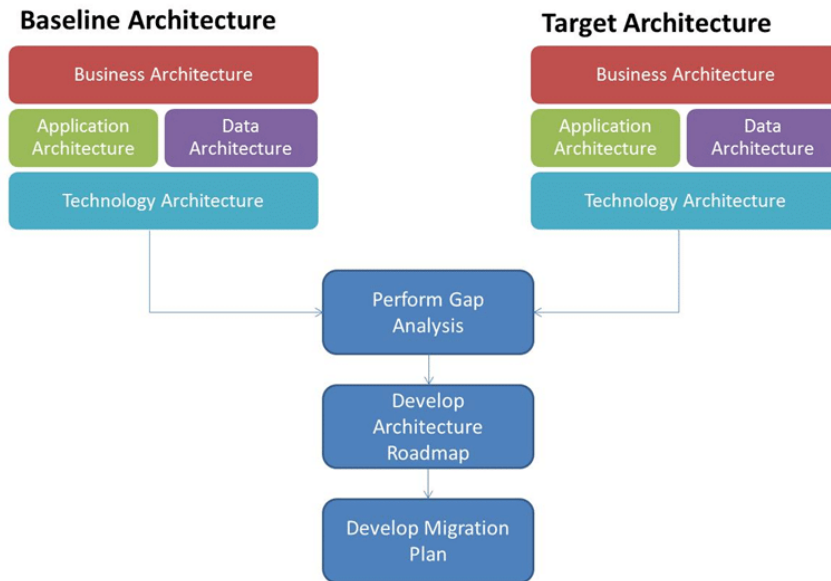 Baseline Architecture
Business Architecture
Application
Architecture
Data
Architecture
Technology Architecture
Target Architecture
Business Architecture
Application
Architecture
Data
Architecture
Technology Architecture
Perform Gap
Analysis
Develop
Architecture
Roadmap
Develop Migration
Plan